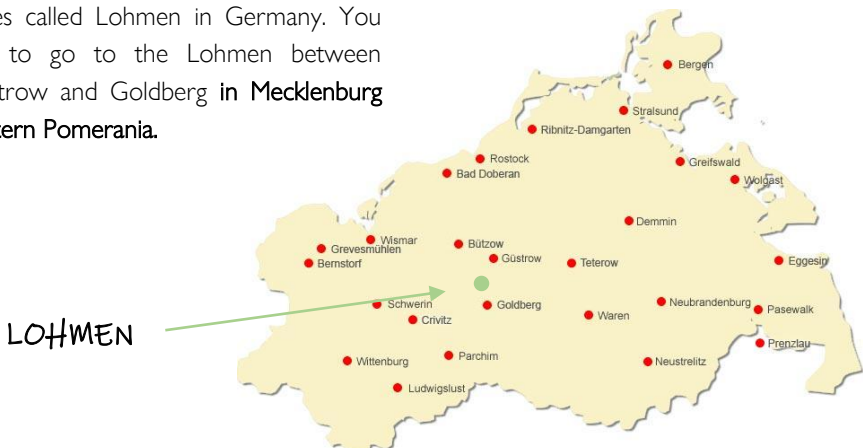 es called Lohmen in Germany. You
to go to the Lohmen between
trow and Goldberg in Mecklenburg
tern Pomerania.
Bergen
Stralsund
Ribnitz-Damgarten
Rostock
Greifswald
Bad Doberan
Wolgast
Demmin
Wismar
Bützow
Grevesmühlen
Güstrow
Teterow
Eggesin
Bernstorf
Schwerin
Goldberg
Neubrandenburg
Pasewalk
Crivitz
Waren
LOHMEN
Prenzlau
Parchim
Wittenburg
Neustrelitz
Ludwigslust